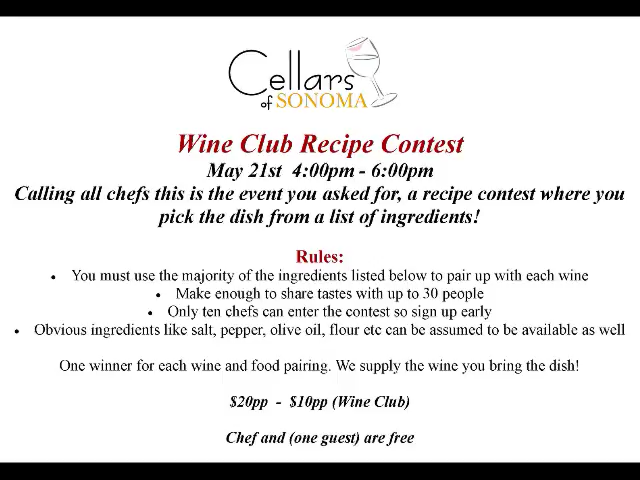 Cellars
of SONOMA
Wine Club Recipe Contest
May 21st 4:00pm - 6:00pm
Calling all chefs this is the event you asked for, a recipe contest where you
pick the dish from a list of ingredients!
Rules:
• You must use the majority of the ingredients listed below to pair up with each wine
• Make enough to share tastes with up to 30 people
• Only ten chefs can enter the contest so sign up early
• Obvious ingredients like salt, pepper, olive oil, flour etc can be assumed to be available as well
One winner for each wine and food pairing. We supply the wine you bring the dish!
$20pp - $10pp (Wine Club)
Chef and (one guest) are free